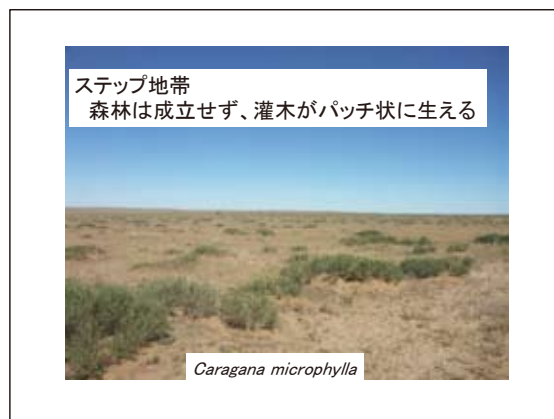 ステップ地帯
森林は成立せず、灌木がパッチ状に生える
Caragana microphylla